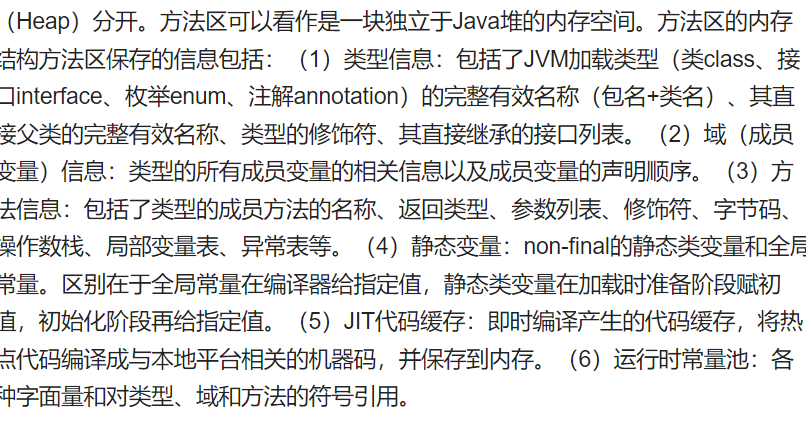 （Heap）分开。方法区可以看作是一块独立于Java堆的内存空间。方法区的内存
结构方法区保存的信息包括：（1）类型信息：包括了JVM加载类型（类class、接
口interface、枚举enum、注解annotation）的完整有效名称（包名+类名）、其直
接父类的完整有效名称、类型的修饰符、其直接继承的接口列表。（2）域（成员
变量）信息：类型的所有成员变量的相关信息以及成员变量的声明顺序。（3）方
法信息：包括了类型的成员方法的名称、返回类型、参数列表、修饰符、字节码、
操作数栈、局部变量表、异常表等。（4）静态变量：non-final的静态类变量和全局
常量。区别在于全局常量在编译器给指定值，静态类变量在加载时准备阶段赋初
值，初始化阶段再给指定值。（5）JIT代码缓存：即时编译产生的代码缓存，将热
点代码编译成与本地平台相关的机器码，并保存到内存。（6）运行时常量池：各
种字面量和对类型、域和方法的符号引用。